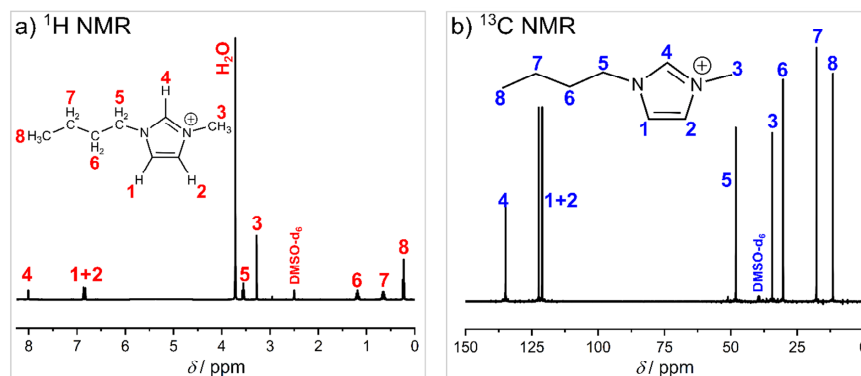 a) ¹H NMR
H₂O
4
H
7
H₂
C
5
H₂
C
3
CH₃
8
H₃C
C
H₂
6
N
N
⊕
H
H
1
2
4
1+2
5
3
DMSO-d₆
6
7
8
8 7 6 5 4 3 2 1 0
δ / ppm
b) ¹³C NMR
7
5
4
⊕
3
8
6
N
N
1
2
4
1+2
5
DMSO-d₆
3
6
7
8
150 125 100 75 50 25 0
δ / ppm